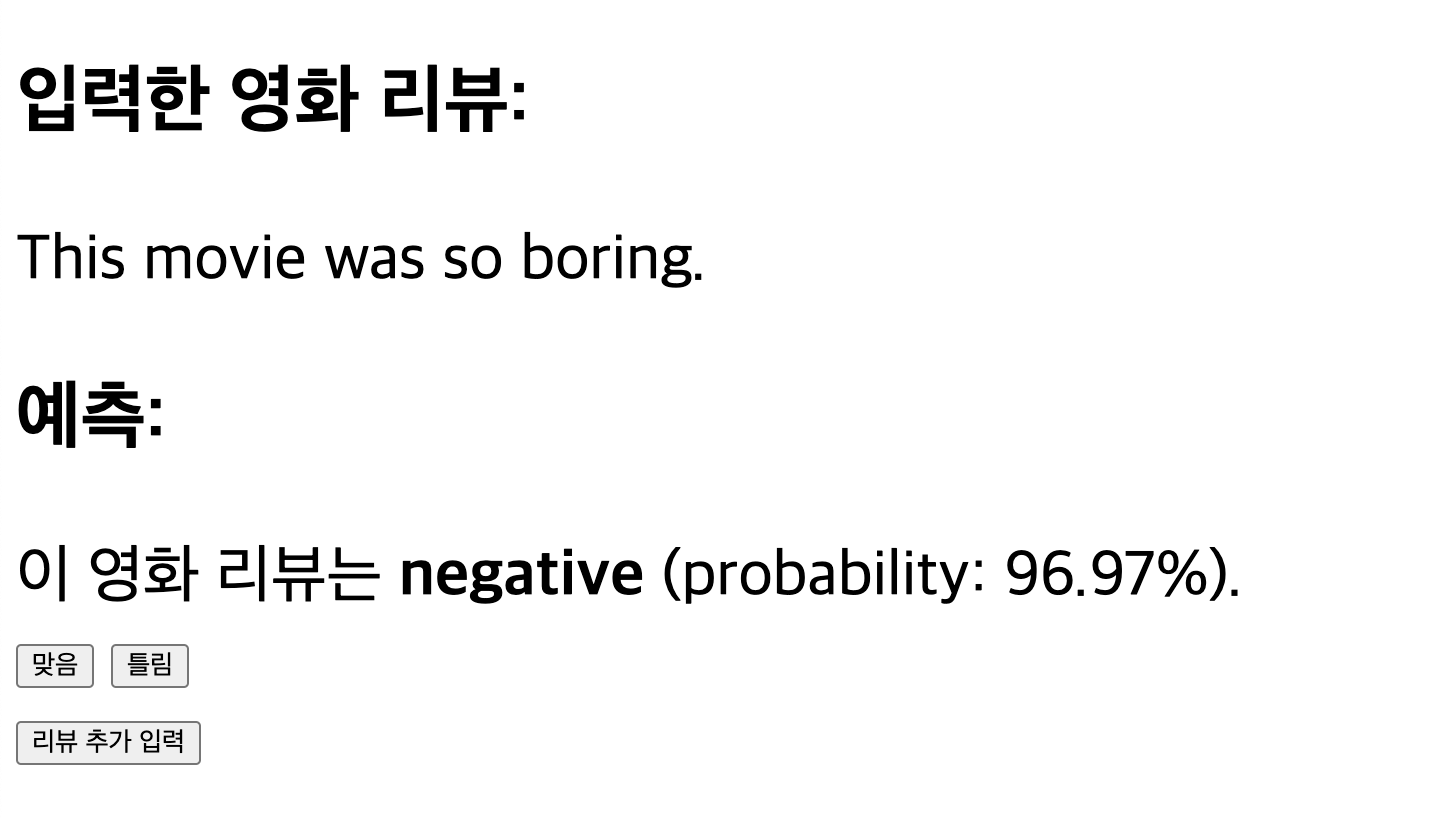 입력한 영화 리뷰:
This movie was so boring.
예측:
이 영화 리뷰는 negative (probability: 96.97%).
맞음 틀림
리뷰 추가 입력